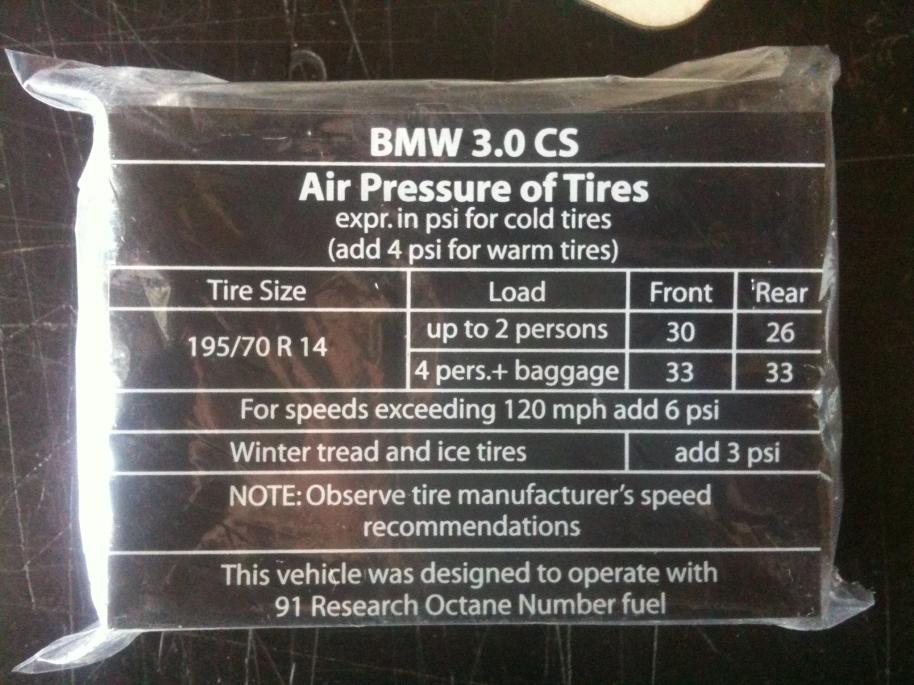 BMW 3.0 CS
Air Pressure of Tires
expr. in psi for cold tires
(add 4 psi for warm tires)
Tire Size Load Front Rear
195/70 R 14 up to 2 persons 30 26
4 pers.+ baggage 33 33
For speeds exceeding 120 mph add 6 psi
Winter tread and ice tires add 3 psi
NOTE: Observe tire manufacturer's speed
recommendations
This vehicle was designed to operate with
91 Research Octane Number fuel